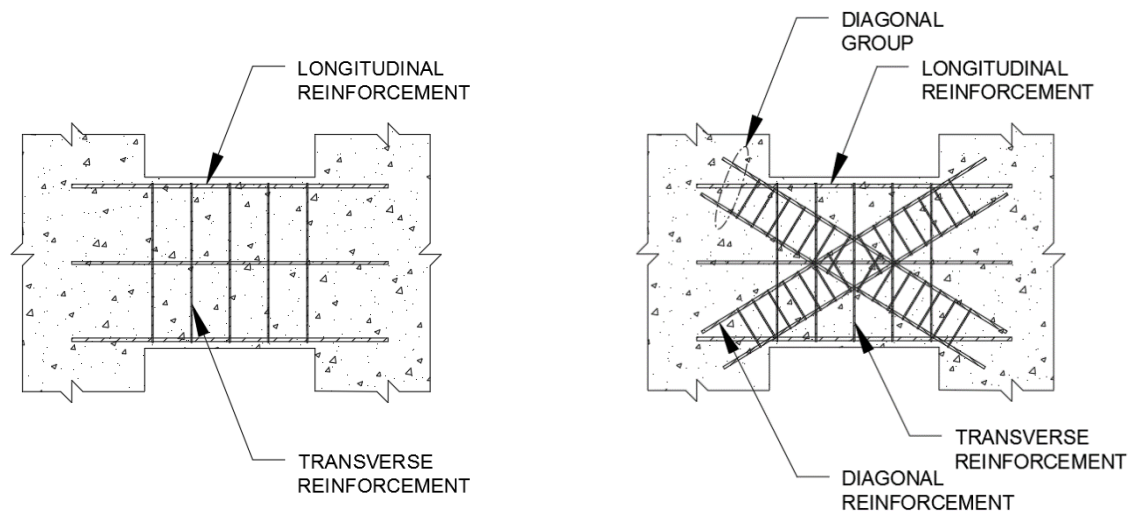 LONGITUDINAL
REINFORCEMENT
TRANSVERSE
REINFORCEMENT
DIAGONAL
GROUP
LONGITUDINAL
REINFORCEMENT
TRANSVERSE
REINFORCEMENT
DIAGONAL
REINFORCEMENT